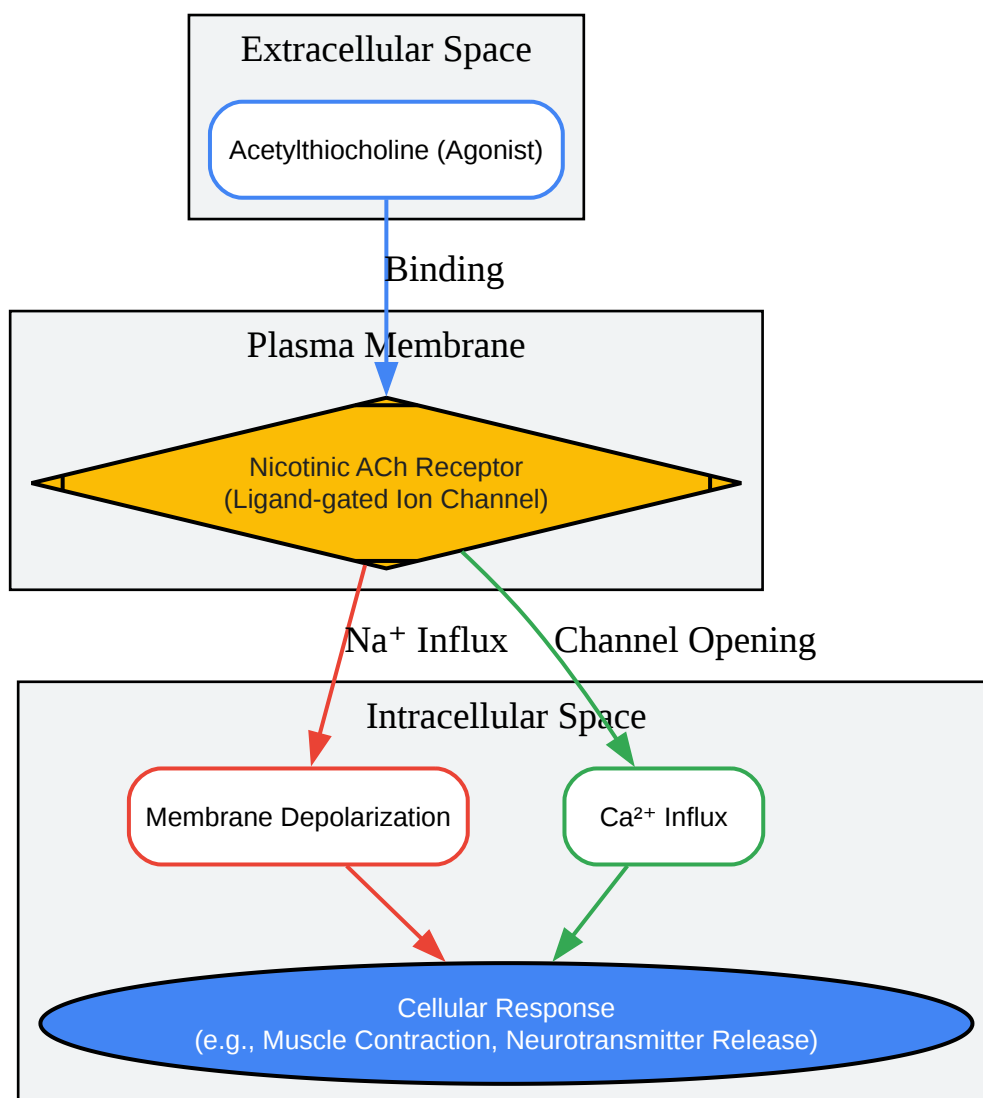 Extracellular Space
Acetylthiocholine (Agonist)
Binding
Plasma Membrane
Nicotinic ACh Receptor
(Ligand-gated Ion Channel)
Na⁺ Influx
Channel Opening
Intracellular Space
Membrane Depolarization
Ca²⁺ Influx
Cellular Response
(e.g., Muscle Contraction, Neurotransmitter Release)